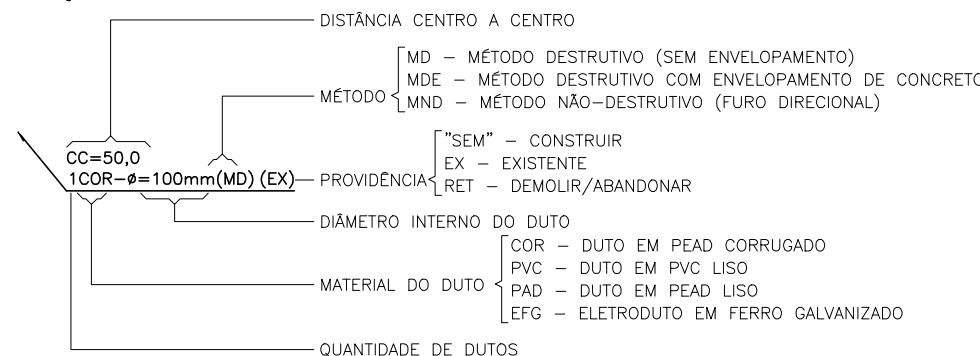 DISTÂNCIA CENTRO A CENTRO
MD – MÉTODO DESTRUTIVO (SEM ENVELOPAMENTO)
MDE – MÉTODO DESTRUTIVO COM ENVELOPAMENTO DE CONCRETO
MÉTODO
MND – MÉTODO NÃO–DESTRUTIVO (FURO DIRECIONAL)
"SEM" – CONSTRUIR
CC=50,0
EX – EXISTENTE
1COR–ø=100mm(MD) (EX)
PROVIDÊNCIA
RET – DEMOLIR/ABANDONAR
DIÂMETRO INTERNO DO DUTO
COR – DUTO EM PEAD CORRUGADO
PVC – DUTO EM PVC LISO
MATERIAL DO DUTO
PAD – DUTO EM PEAD LISO
EFG – ELETRODUTO EM FERRO GALVANIZADO
QUANTIDADE DE DUTOS